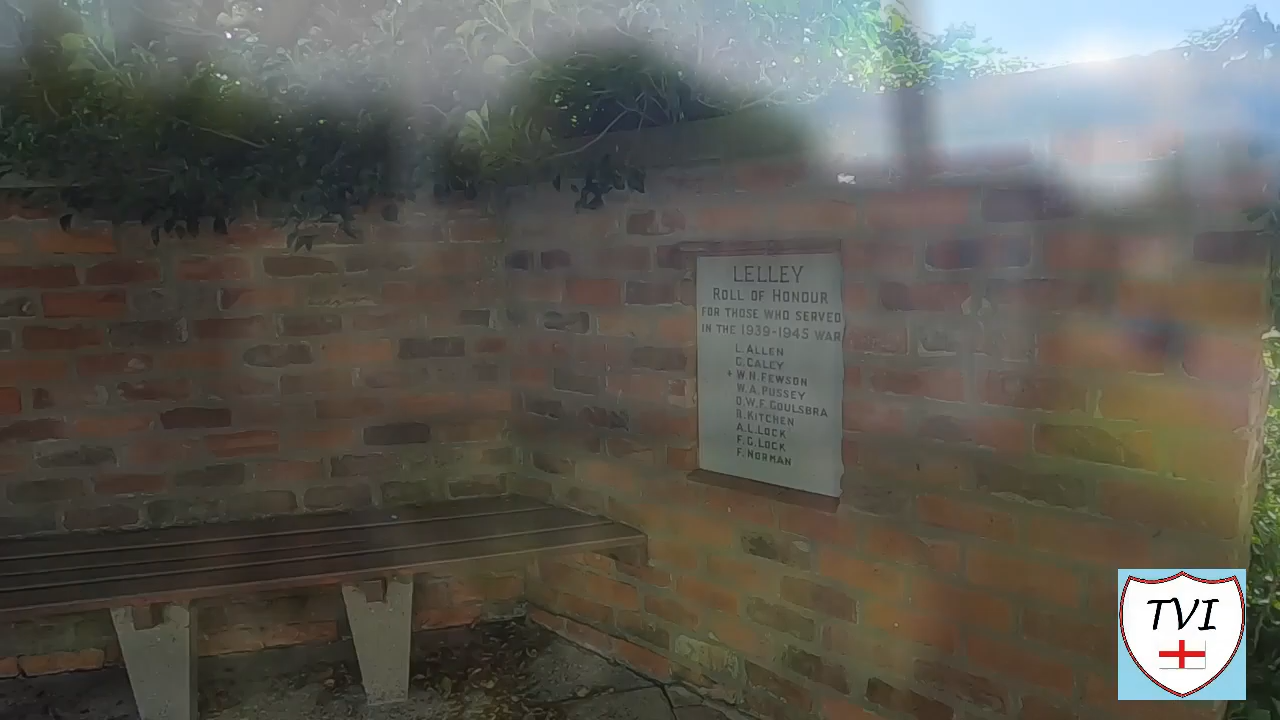 LELLEY
ROLL OF HONOUR
FOR THOSE WHO SERVED
IN THE 1939-1945 WAR
L. ALLEN
G. CALEY
+ W.H. FEWSON
W.A. PUSSEY
D.W.F. GOULSBRA
R. KITCHEN
A.L. LOCK
F.G. LOCK
F. NORMAN
TVI